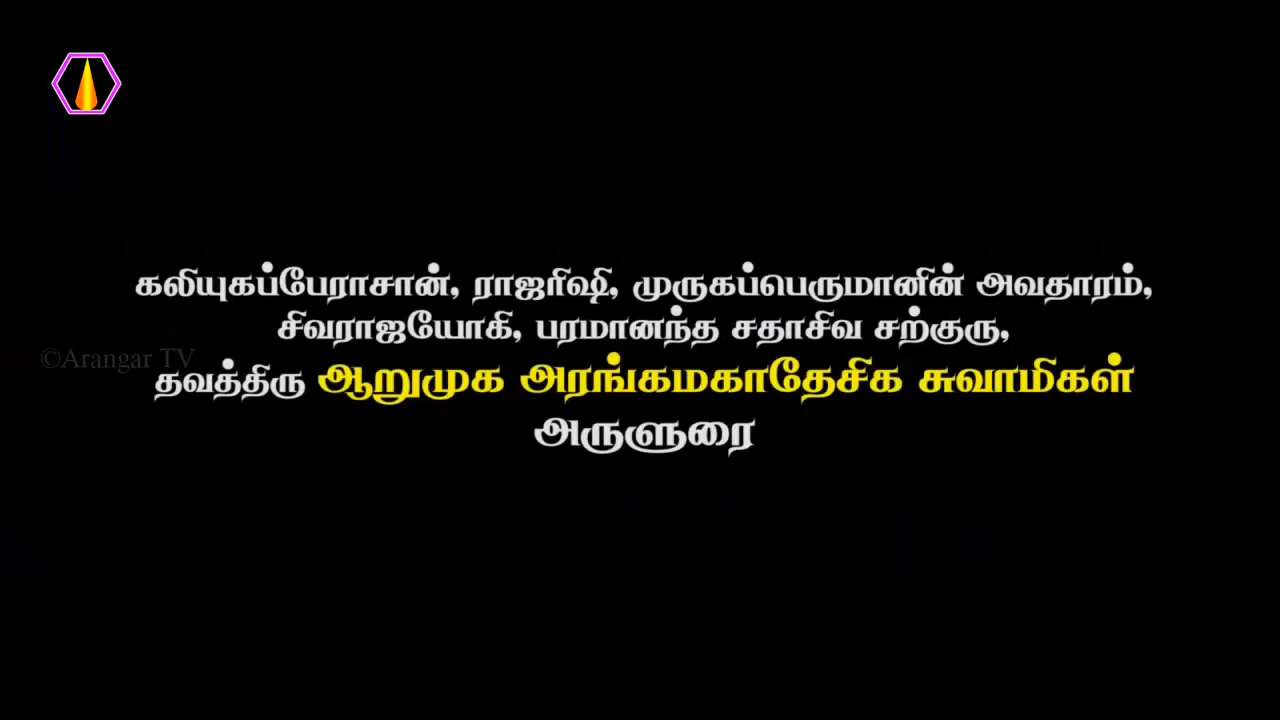 கலியுகப்பேராசான், ராஜரிஷி, முருகப்பெருமானின் அவதாரம்,
சிவராஜயோகி, பரமானந்த சதாசிவ சற்குரு,
©Arangar TV
தவத்திரு ஆறுமுக அரங்கமகாதேசிக சுவாமிகள்
அருளுரை